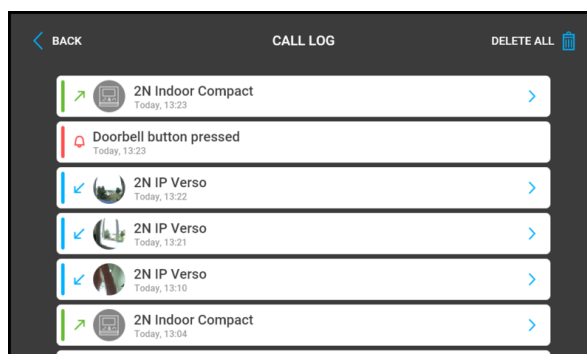 BACK
CALL LOG
DELETE ALL
2N Indoor Compact
Today, 13:23
Doorbell button pressed
Today, 13:23
2N IP Verso
Today, 13:22
2N IP Verso
Today, 13:21
2N IP Verso
Today, 13:10
2N Indoor Compact
Today, 13:04